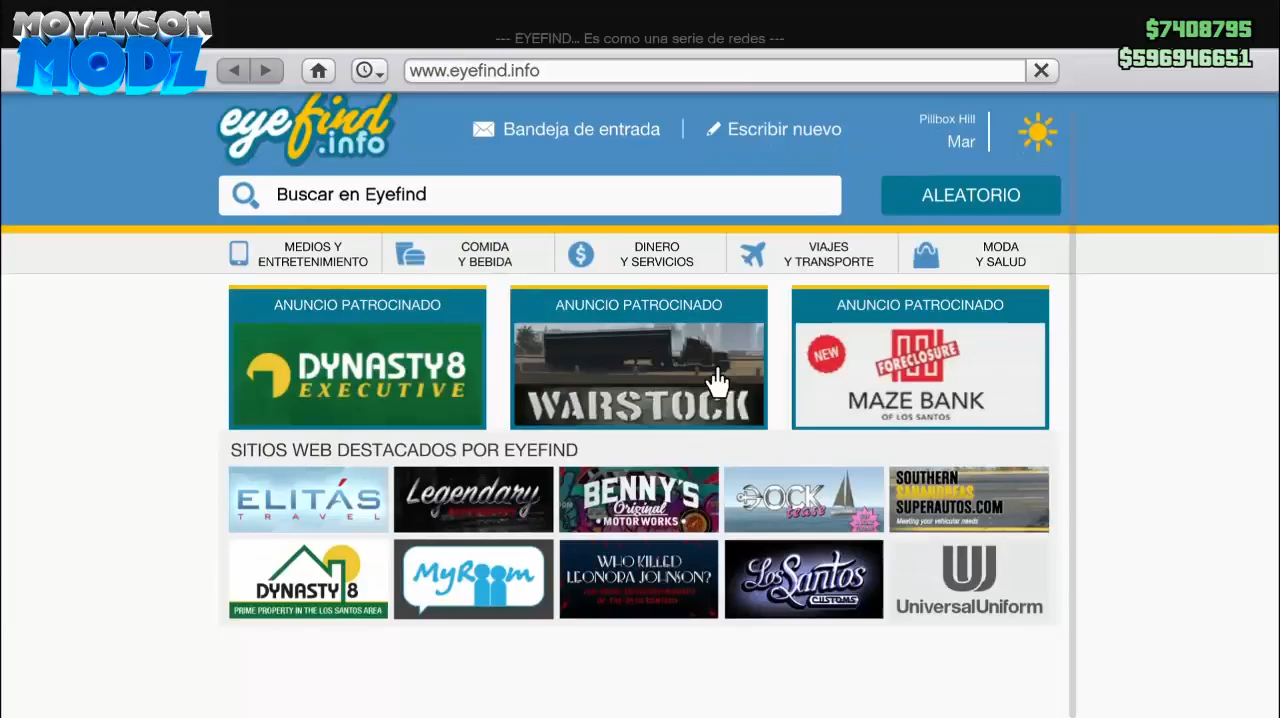 MOYAKSON
MODZ
--- EYEFIND... Es como una serie de redes ---
$7408795
$596946651
www.eyefind.info
eyefind
.info
Bandeja de entrada
Escribir nuevo
Pillbox Hill
Mar
Buscar en Eyefind
ALEATORIO
MEDIOS Y
ENTRETENIMIENTO
COMIDA
Y BEBIDA
DINERO
Y SERVICIOS
VIAJES
Y TRANSPORTE
MODA
Y SALUD
ANUNCIO PATROCINADO
DYNASTY8
EXECUTIVE
ANUNCIO PATROCINADO
WARSTOCK
ANUNCIO PATROCINADO
NEW
FORECLOSURE
MAZE BANK
OF LOS SANTOS
SITIOS WEB DESTACADOS POR EYEFIND
ELITÁS
TRAVEL
Legendary
BENNY'S
Original
MOTOR WORKS
DOCK
tease
SOUTHERN
SANANDREAS
SUPERAUTOS.COM
Meeting your vehicular needs
DYNASTY 8
PRIME PROPERTY IN THE LOS SANTOS AREA
MyRoom
WHO KILLED
LEONORA JOHNSON?
Los Santos
CUSTOMS
UniversalUniform